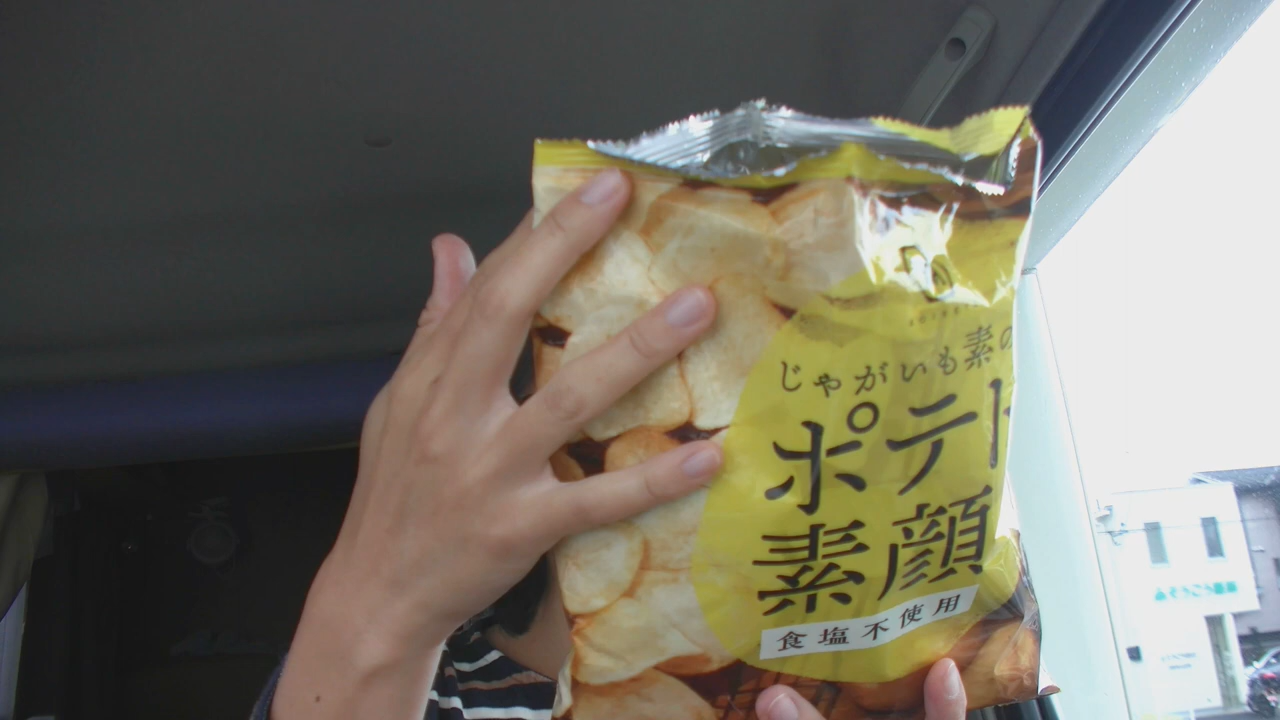 じゃがいも素の
ポテト
素顔
食塩不使用